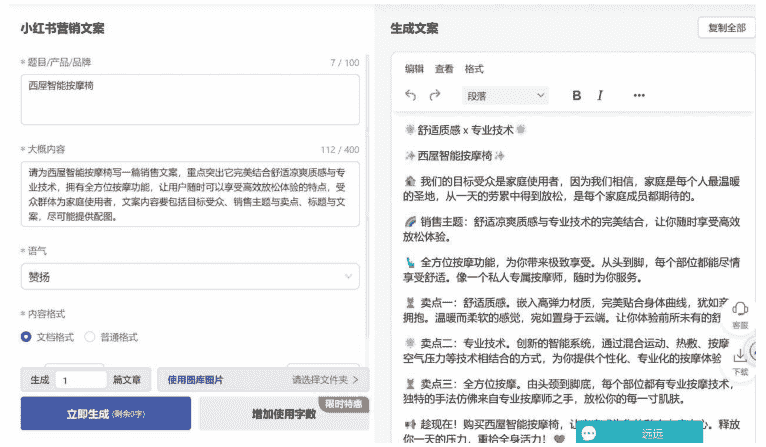 小红书营销文案
* 题目/产品/品牌
7 / 100
西屋智能按摩椅
* 大概内容
112 / 400
请为西屋智能按摩椅写一篇销售文案，重点突出它完美结合舒适凉爽质感与专
业技术，拥有全方位按摩功能，让用户随时可以享受高效放松体验的特点，受
众群体为家庭使用者，文案内容要包括目标受众、销售主题与卖点、标题与文
案，尽可能提供配图。
* 语气
赞扬
* 内容格式
文档格式
普通格式
生成 1 篇文章
使用图库图片
请选择文件夹 >
立即生成 (剩余0字)
增加使用字数
限时特惠
生成文案
复制全部
编辑 查看 格式
段落
B I ...
舒适质感 x 专业技术
西屋智能按摩椅
我们的目标受众是家庭使用者，因为我们相信，家庭是每个人最温暖
的圣地，从一天的劳累中得到放松，是每个家庭成员都期待的。
销售主题：舒适凉爽质感与专业技术的完美结合，让你随时享受高效
放松体验。
全方位按摩功能，为你带来极致享受。从头到脚，每个部位都能尽情
享受舒适。像一个私人专属按摩师，随时为你服务。
卖点一：舒适质感。嵌入高弹力材质，完美贴合身体曲线，犹如
拥抱。温暖而柔软的感觉，宛如置身于云端。让你体验前所未有的舒
卖点二：专业技术。创新的智能系统，通过混合运动、热敷、按摩
空气压力等技术相结合的方式，为你提供个性化、专业化的按摩体验
卖点三：全方位按摩。由头颈到脚底，每个部位都有专业按摩技术，
独特的手法仿佛来自专业按摩师之手，放松你的每一寸肌肤。
趁现在！购买西屋智能按摩椅，
心。释放
你一天的压力，重拾全身活力！
客服
下载
远远